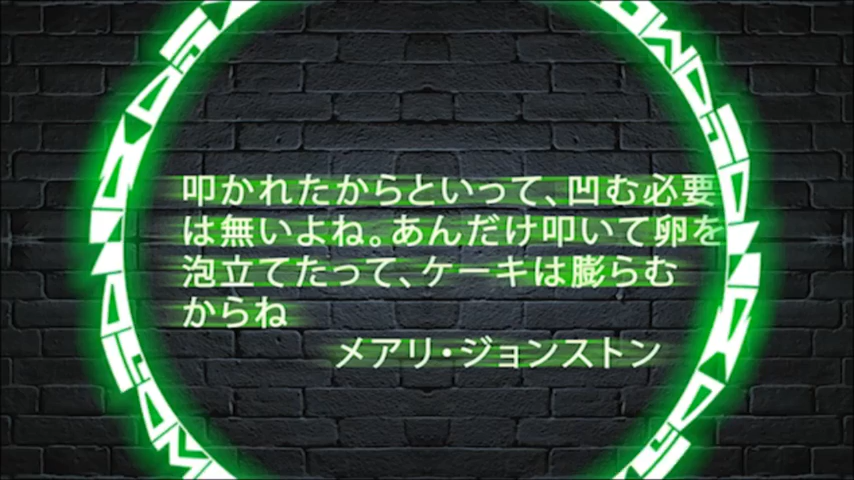 叩かれたからといって、凹む必要
は無いよね。あんだけ叩いて卵を
泡立てたって、ケーキは膨らむ
からね
メアリ・ジョンストン